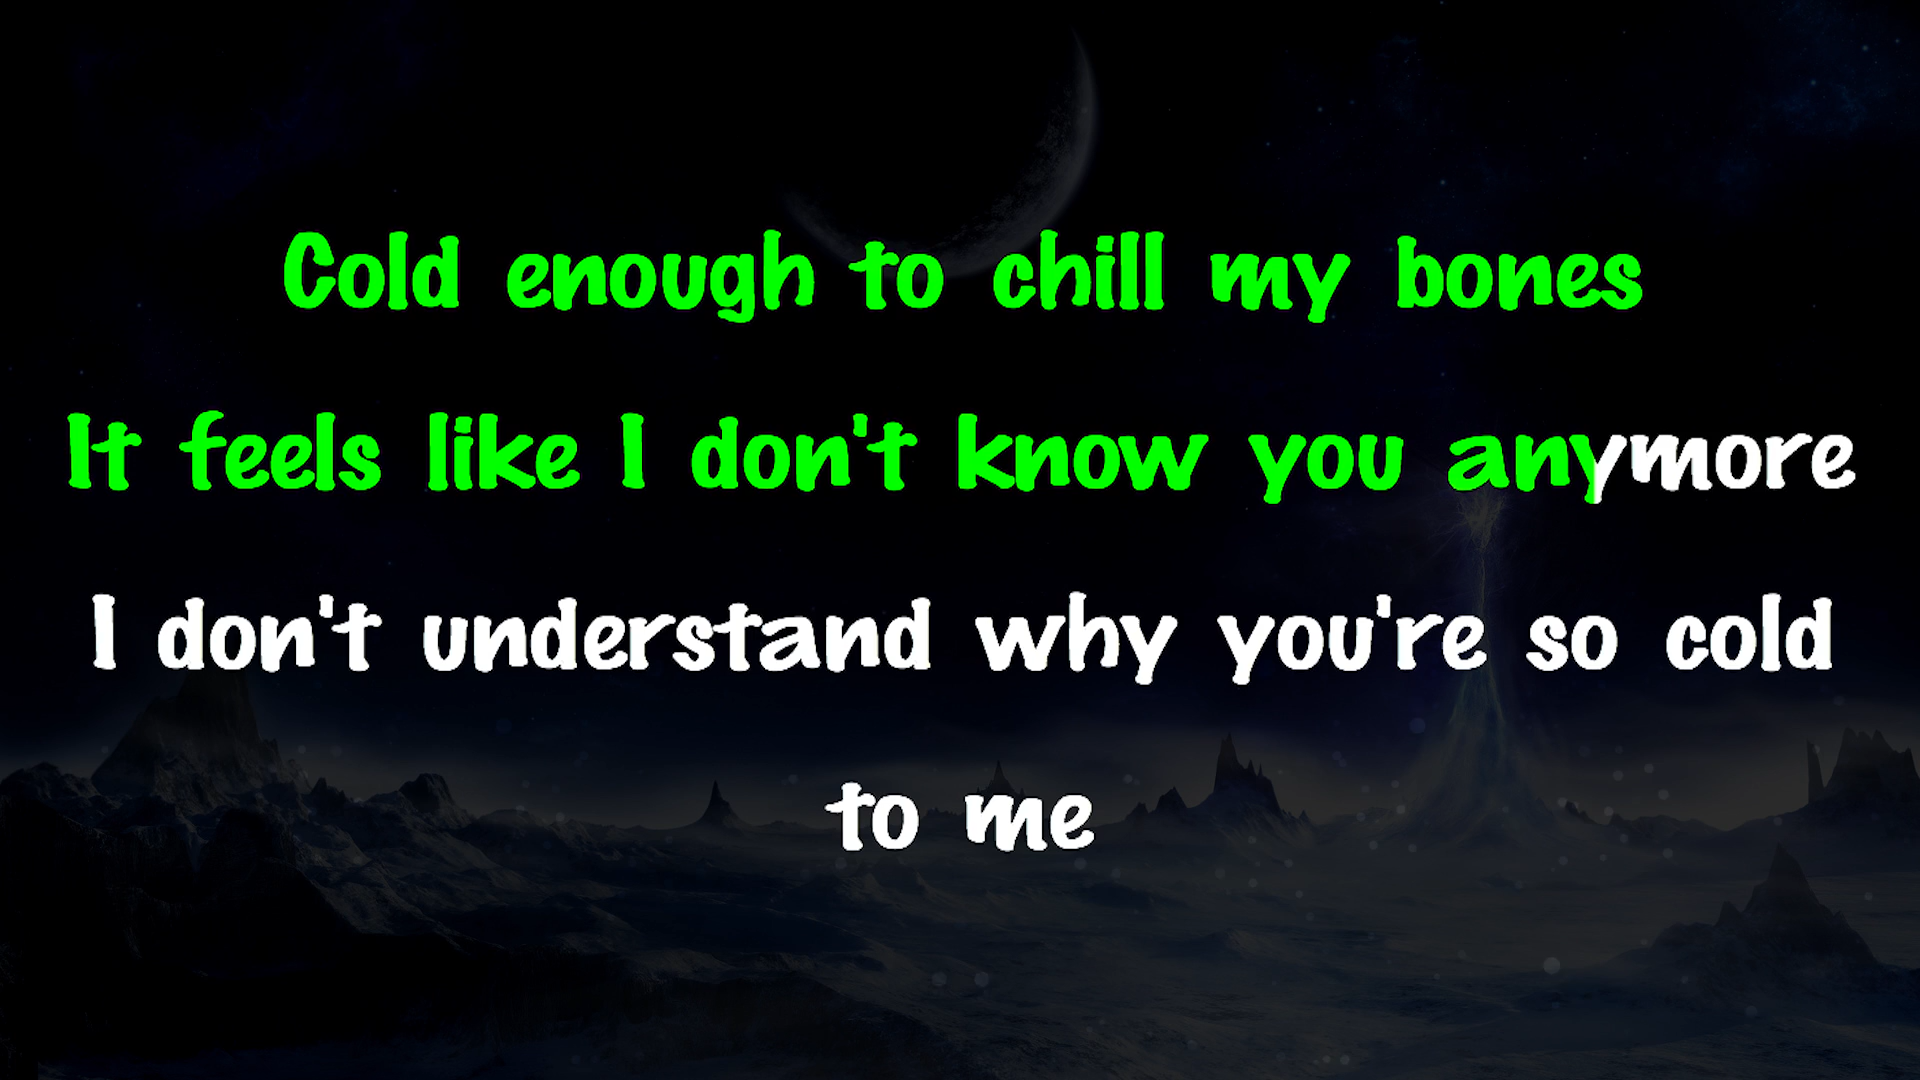 Cold enough to chill my bones
It feels like I don't know you anymore
I don't understand why you're so cold
to me